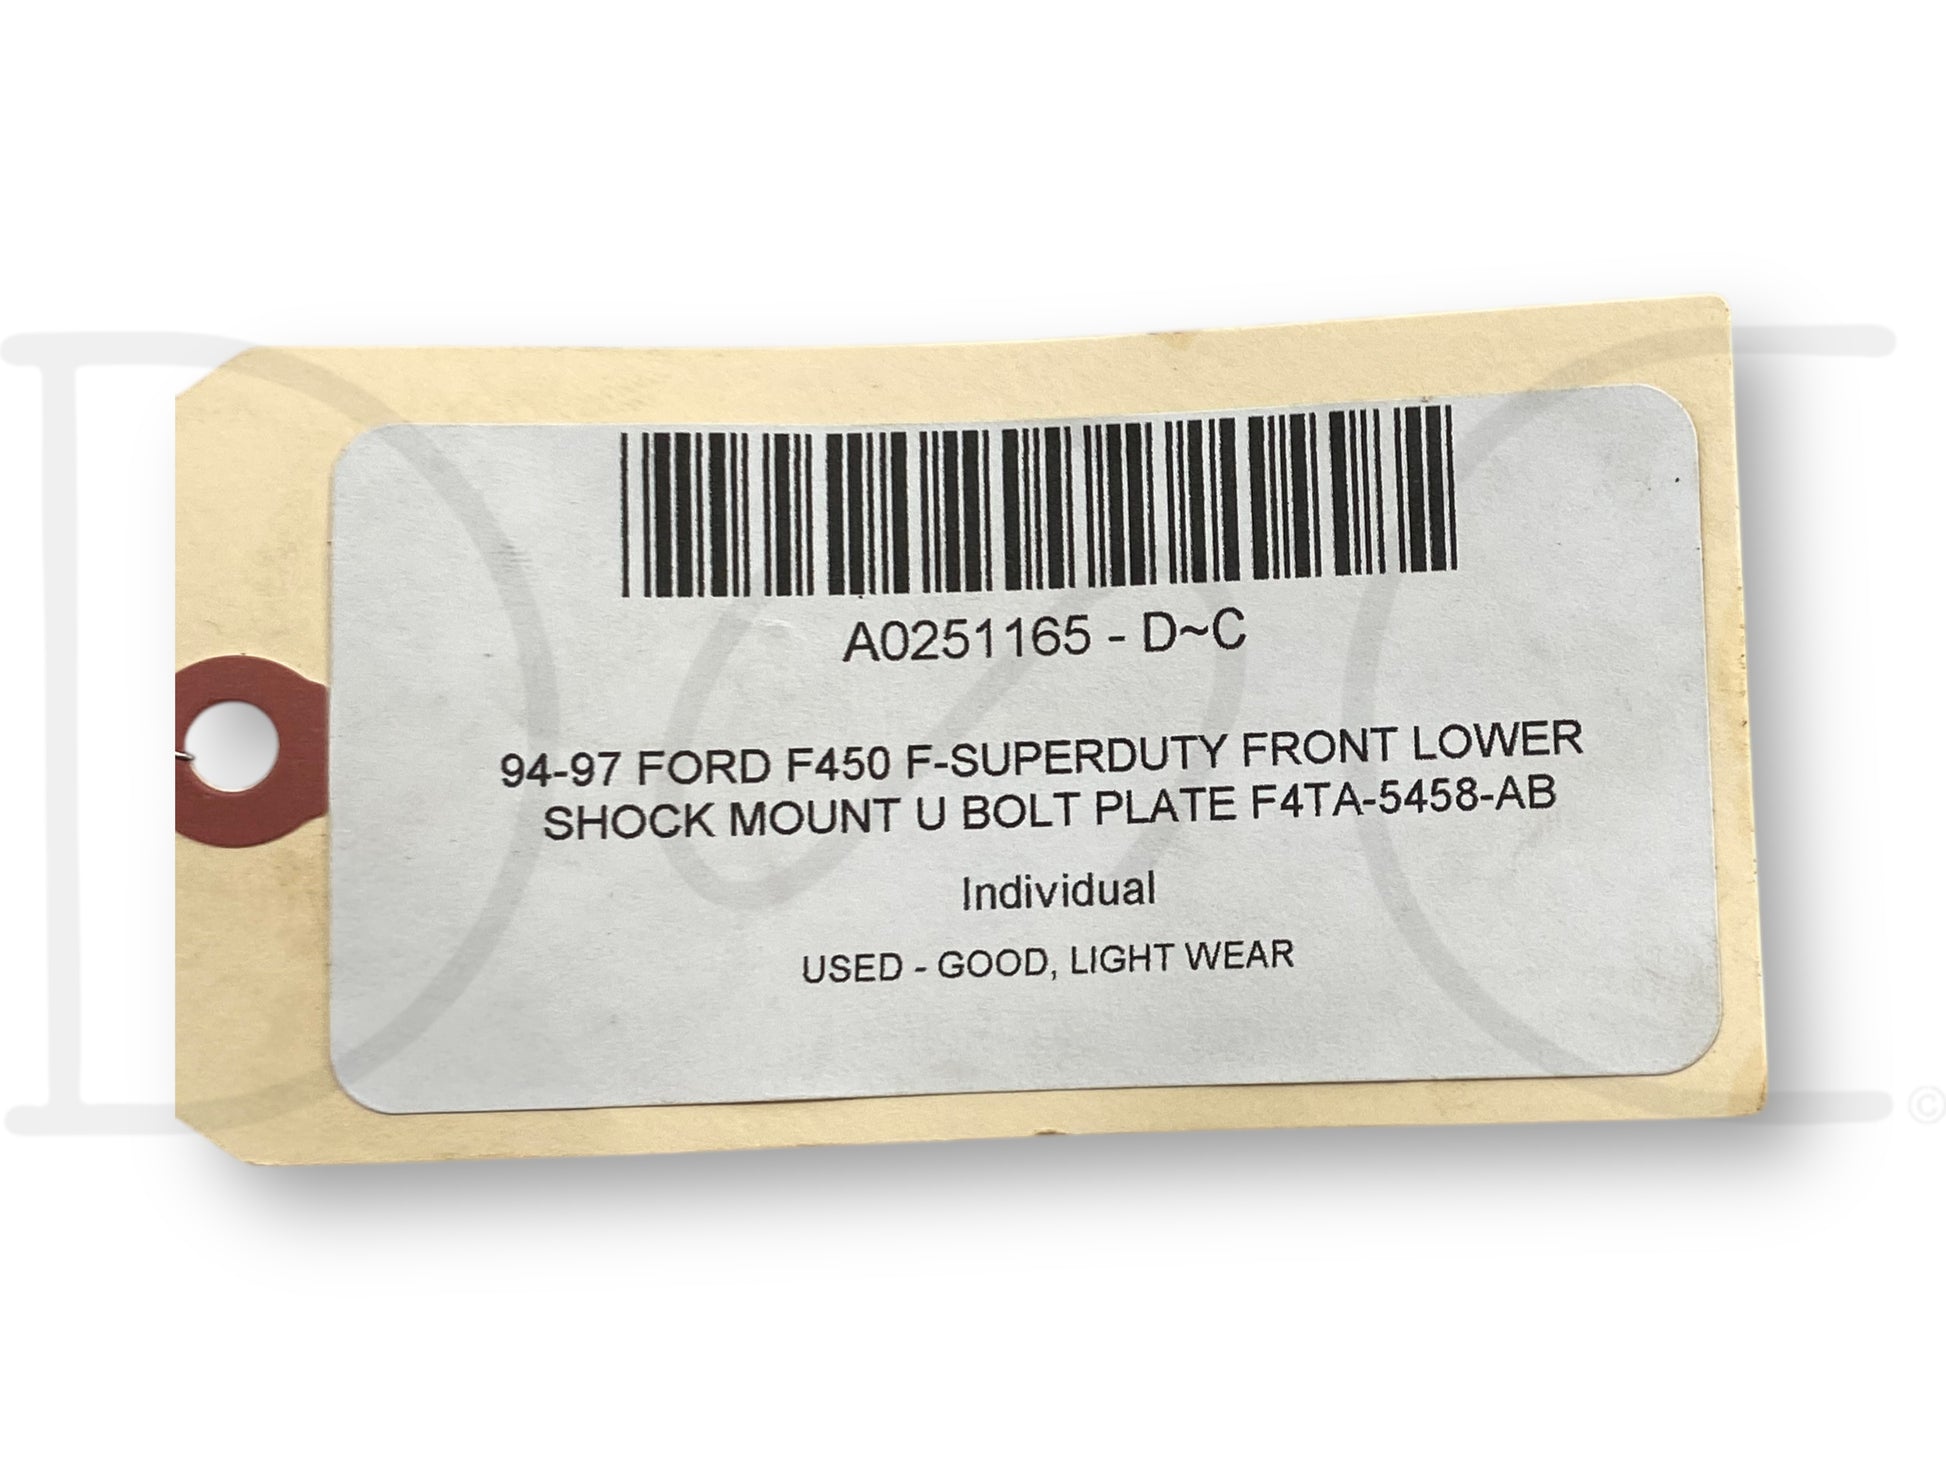 A0251165 - D~C
94-97 FORD F450 F-SUPERDUTY FRONT LOWER
SHOCK MOUNT U BOLT PLATE F4TA-5458-AB
Individual
USED - GOOD, LIGHT WEAR
©